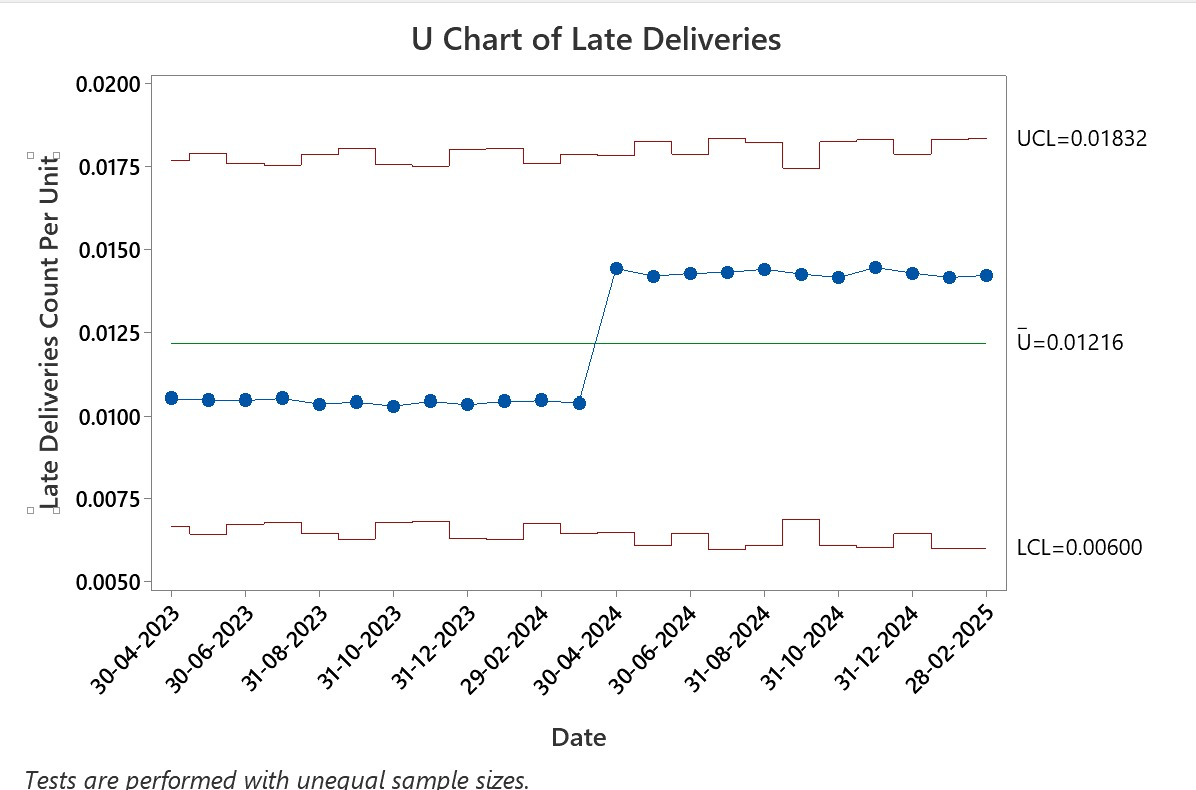 U Chart of Late Deliveries
0.0200
0.0175
0.0150
0.0125
0.0100
0.0075
0.0050
Late Deliveries Count Per Unit
UCL=0.01832
U̅=0.01216
LCL=0.00600
30-04-2023
30-06-2023
31-08-2023
31-10-2023
31-12-2023
29-02-2024
30-04-2024
30-06-2024
31-08-2024
31-10-2024
31-12-2024
28-02-2025
Date
Tests are performed with unequal sample sizes.